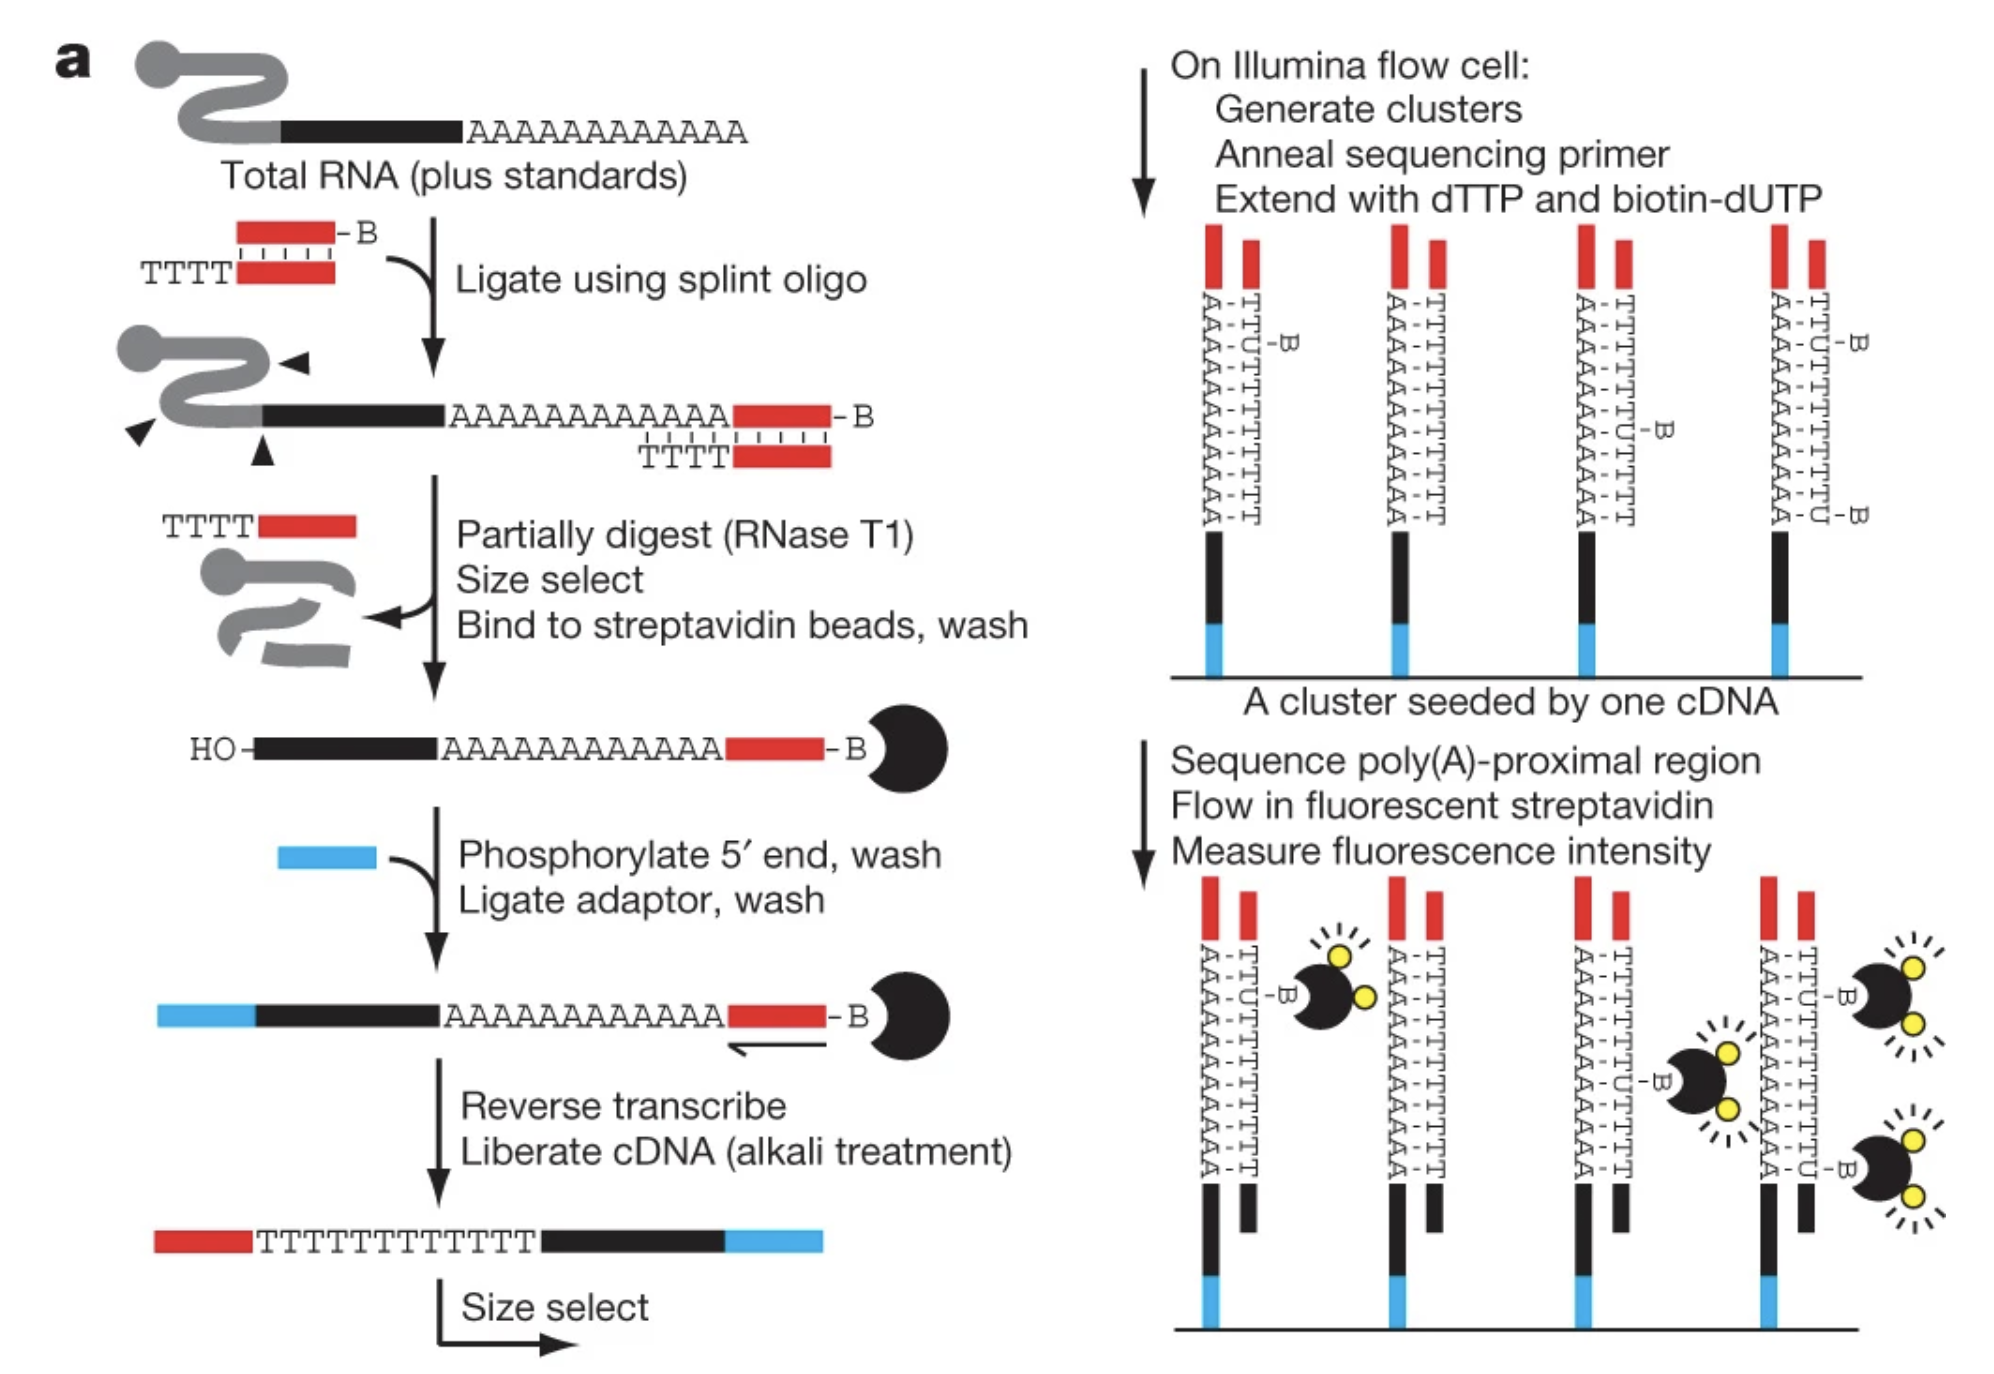 a
Total RNA (plus standards)
AAAAAAAAAAAA
B
TTTT
Ligate using splint oligo
AAAAAAAAAAAA
-B
TTTT
TTTT
Partially digest (RNase T1)
Size select
Bind to streptavidin beads, wash
HO-
AAAAAAAAAAAA
-B
Phosphorylate 5′ end, wash
Ligate adaptor, wash
AAAAAAAAAAAA
-B
Reverse transcribe
Liberate cDNA (alkali treatment)
TTTTTTTTTTTT
Size select
On Illumina flow cell:
Generate clusters
Anneal sequencing primer
Extend with dTTP and biotin-dUTP
A-T A-T A-T A-T
A-T A-T A-T A-T
A-U-B A-T A-T A-U-B
A-T A-T A-T A-T
A-T A-T A-T A-T
A-T A-T A-T A-T
A-T A-T A-U-B A-T
A-T A-T A-T A-T
A-T A-T A-T A-T
A-T A-T A-T A-T
A-T A-T A-T A-U-B
A cluster seeded by one cDNA
Sequence poly(A)-proximal region
Flow in fluorescent streptavidin
Measure fluorescence intensity
A-T A-T A-T A-T
A-T A-T A-T A-T
A-U-B A-T A-T A-U-B
A-T A-T A-T A-T
A-T A-T A-T A-T
A-T A-T A-T A-T
A-T A-T A-U-B A-T
A-T A-T A-T A-T
A-T A-T A-T A-T
A-T A-T A-T A-T
A-T A-T A-T A-U-B